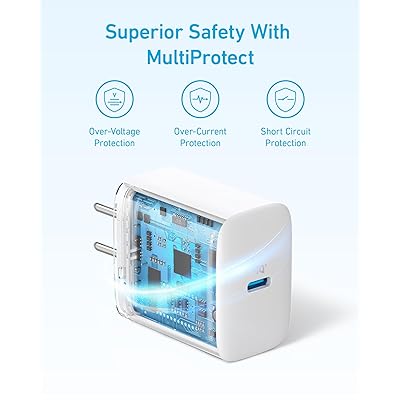 Superior Safety With
MultiProtect
V
Over-Voltage
Protection
Over-Current
Protection
Short Circuit
Protection